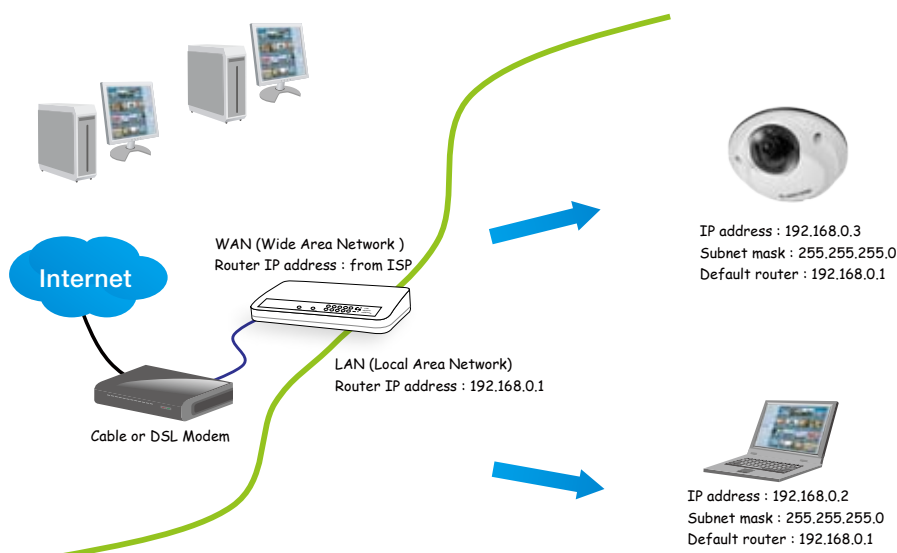 WAN (Wide Area Network )
Router IP address : from ISP
Internet
LAN (Local Area Network)
Router IP address : 192.168.0.1
Cable or DSL Modem
IP address : 192.168.0.3
Subnet mask : 255.255.255.0
Default router : 192.168.0.1
IP address : 192.168.0.2
Subnet mask : 255.255.255.0
Default router : 192.168.0.1